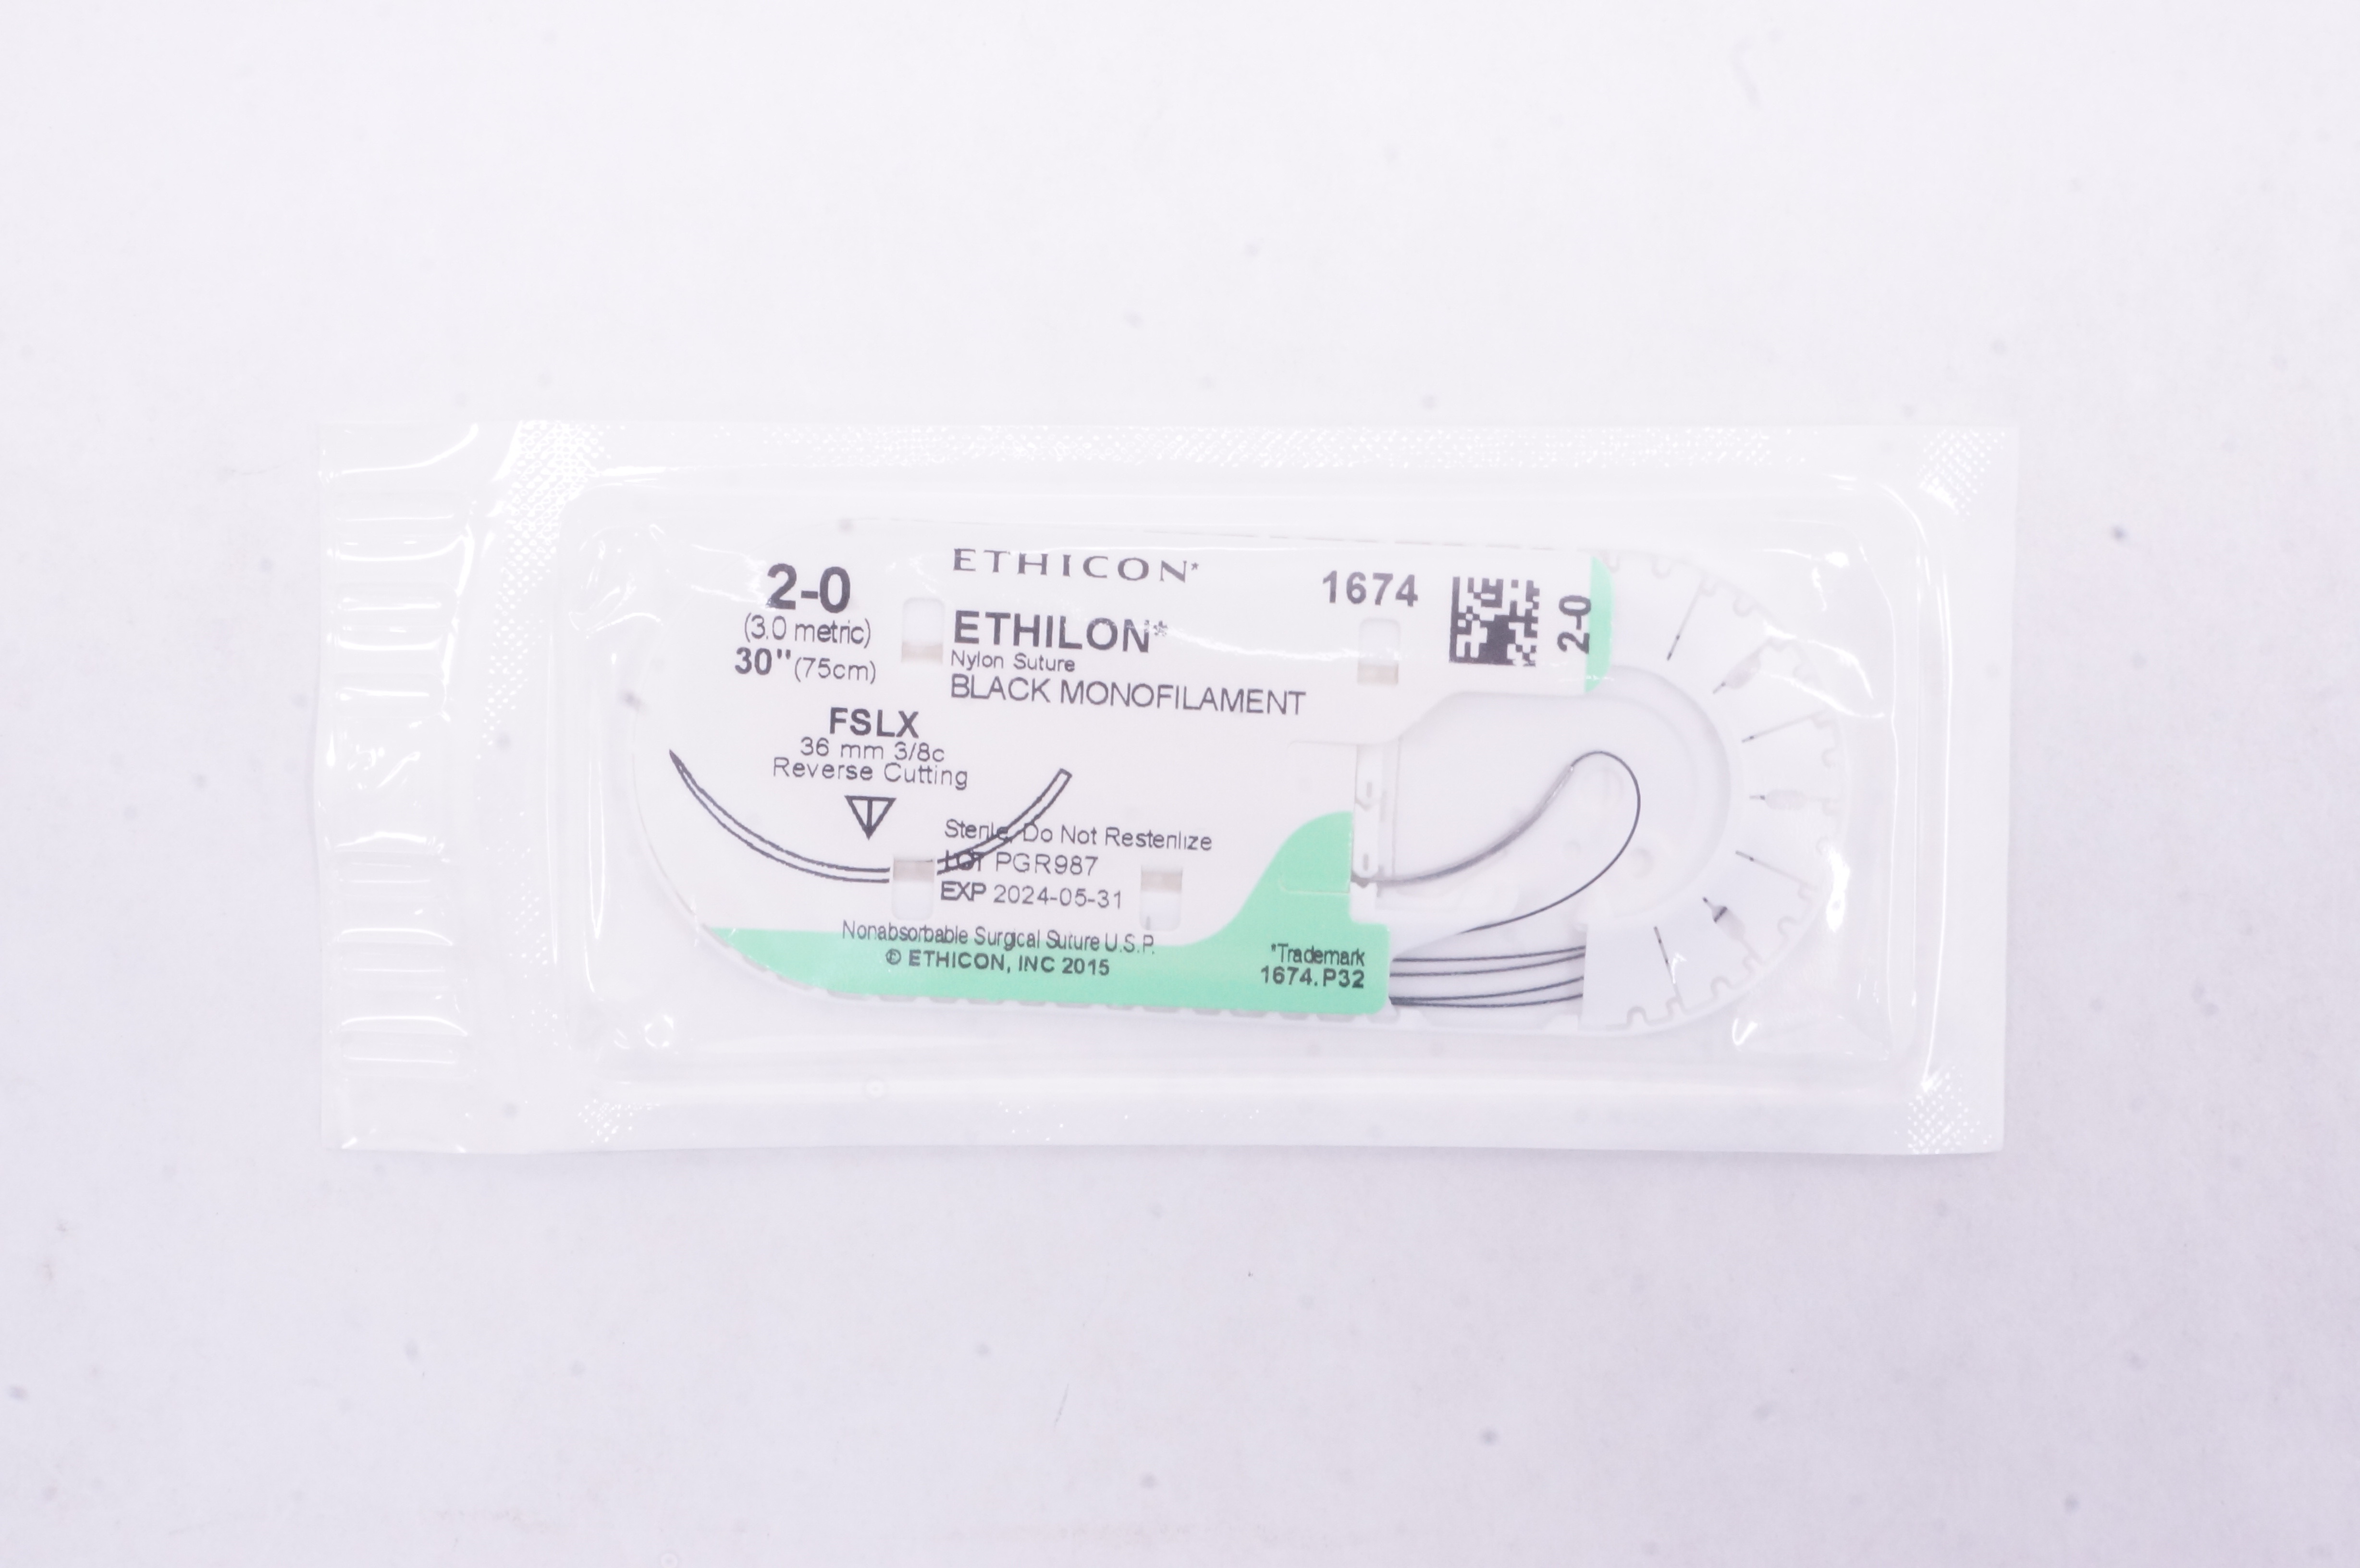 2-0
(3.0 metric)
30" (75cm)
FSLX
36 mm 3/8c
Reverse Cutting
ETHICON*
ETHILON*
Nylon Suture
BLACK MONOFILAMENT
1674
2-0
Sterile, Do Not Resterilize
LOT PGR987
EXP 2024-05-31
Nonabsorbable Surgical Suture U.S.P.
© ETHICON, INC 2015
*Trademark
1674.P32